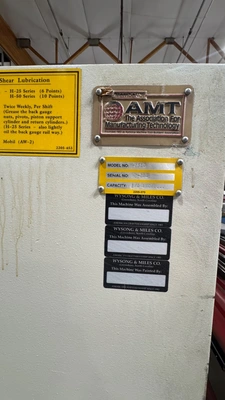 Shear Lubrication
- H-25 Series (6 Points)
- H-50 Series (10 Points)
Twice Weekly, Per Shift
(Grease the back gauge
nuts, pivots, piston support
cylinder and return cylinders.)
(H-25 Series - also lightly
oil the back gauge rail way.)
Mobil (AW-2)
AMT
The Association For
Manufacturing Technology
MODEL NO.
SERIAL NO.
CAPACITY
WYSONG & MILES CO.
This Machine Was Assembled By:
WYSONG & MILES CO.
This Machine Was Assembled By:
WYSONG & MILES CO.
This Machine Was Painted By: